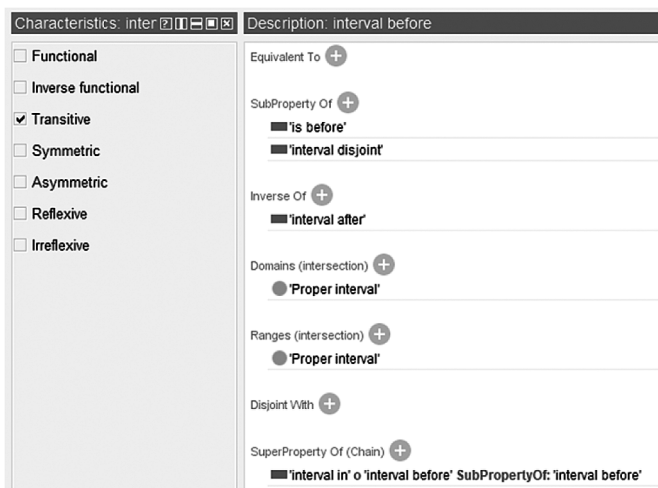 Characteristics: inter
Functional
Inverse functional
Transitive
Symmetric
Asymmetric
Reflexive
Irreflexive
Description: interval before
Equivalent To
SubProperty Of
'is before'
'interval disjoint'
Inverse Of
'interval after'
Domains (intersection)
'Proper interval'
Ranges (intersection)
'Proper interval'
Disjoint With
SuperProperty Of (Chain)
'interval in' o 'interval before' SubPropertyOf: 'interval before'